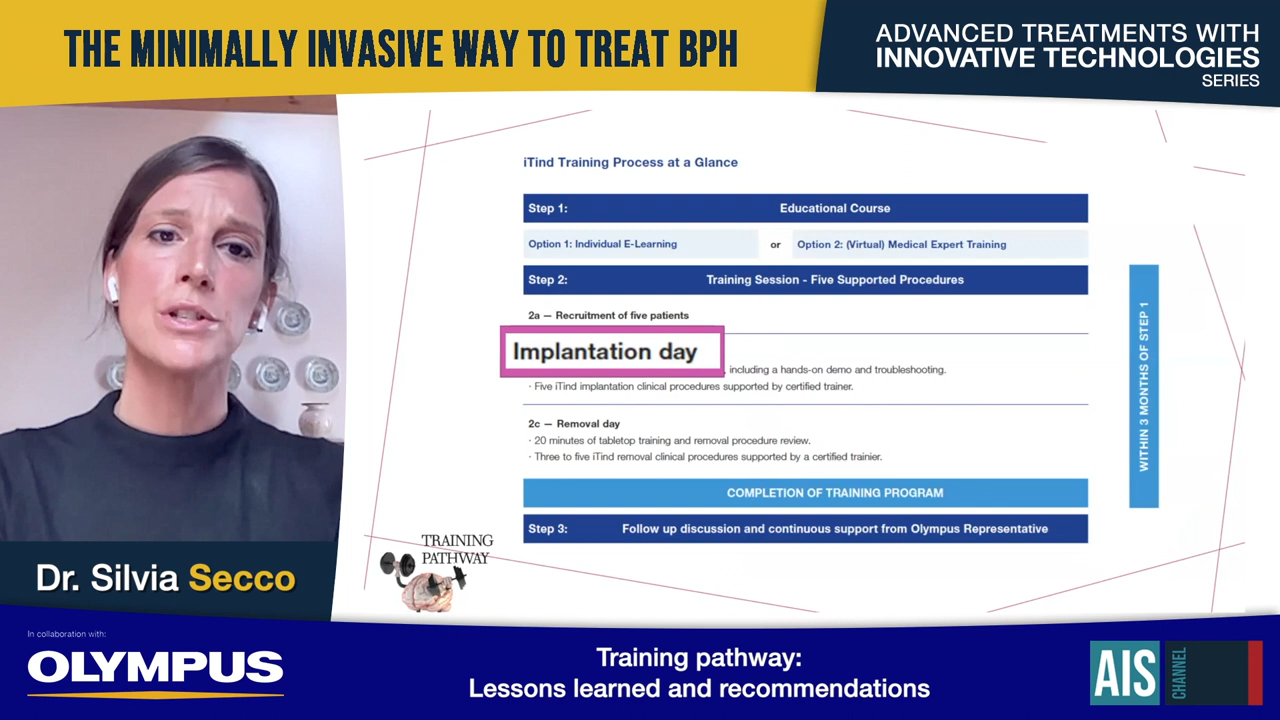 THE MINIMALLY INVASIVE WAY TO TREAT BPH
ADVANCED TREATMENTS WITH
INNOVATIVE TECHNOLOGIES
SERIES
iTind Training Process at a Glance
Step 1: Educational Course
Option 1: Individual E-Learning or Option 2: (Virtual) Medical Expert Training
Step 2: Training Session - Five Supported Procedures
2a — Recruitment of five patients
Implantation day
, including a hands-on demo and troubleshooting.
· Five iTind implantation clinical procedures supported by certified trainer.
2c — Removal day
· 20 minutes of tabletop training and removal procedure review.
· Three to five iTind removal clinical procedures supported by a certified trainier.
COMPLETION OF TRAINING PROGRAM
Step 3: Follow up discussion and continuous support from Olympus Representative
WITHIN 3 MONTHS OF STEP 1
TRAINING
PATHWAY
Dr. Silvia Secco
In collaboration with:
OLYMPUS
Training pathway:
Lessons learned and recommendations
AIS
CHANNEL